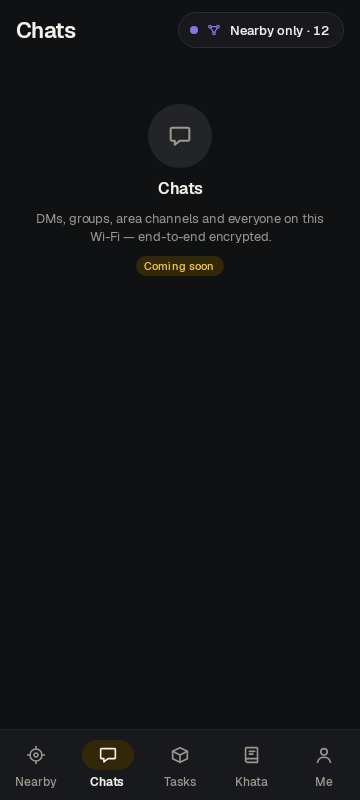 Chats
Nearby only · 12
Chats
DMs, groups, area channels and everyone on this
Wi-Fi — end-to-end encrypted.
Coming soon
Nearby
Chats
Tasks
Khata
Me